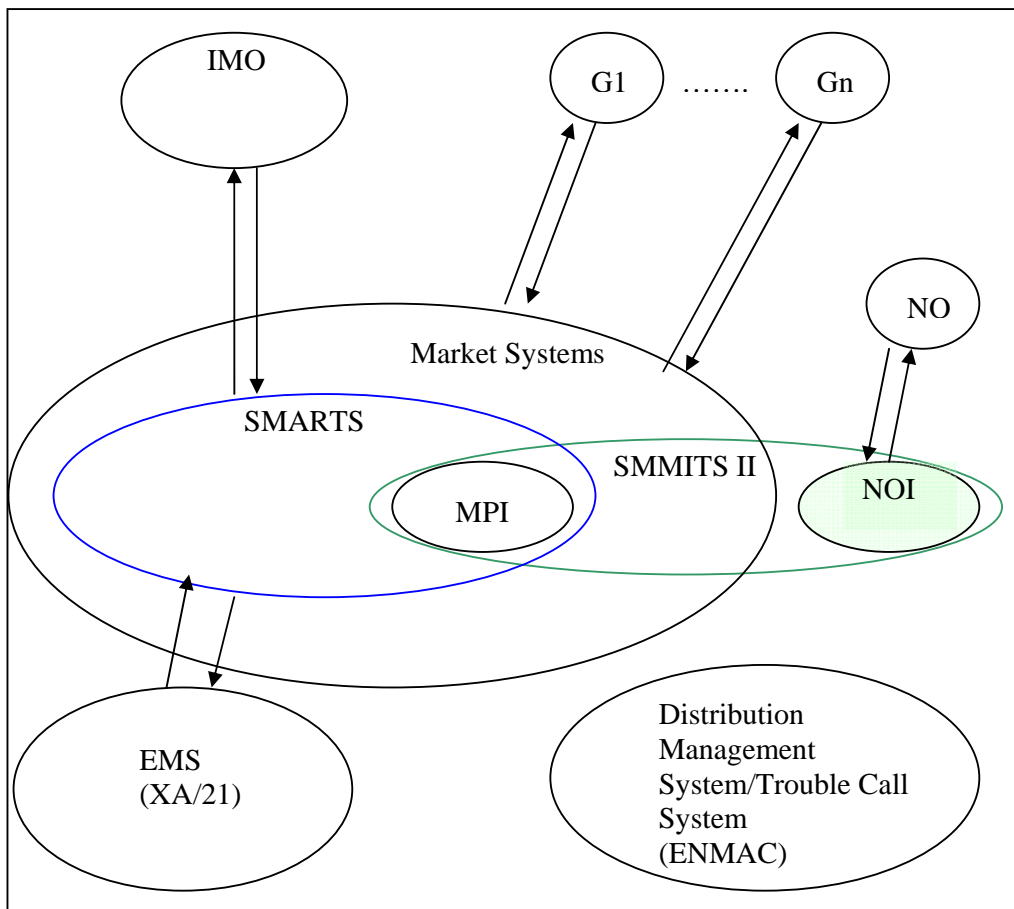 IMO
G1
.......
Gn
NO
Market Systems
SMARTS
SMMITS II
NOI
MPI
EMS
(XA/21)
Distribution
Management
System/Trouble Call
System
(ENMAC)